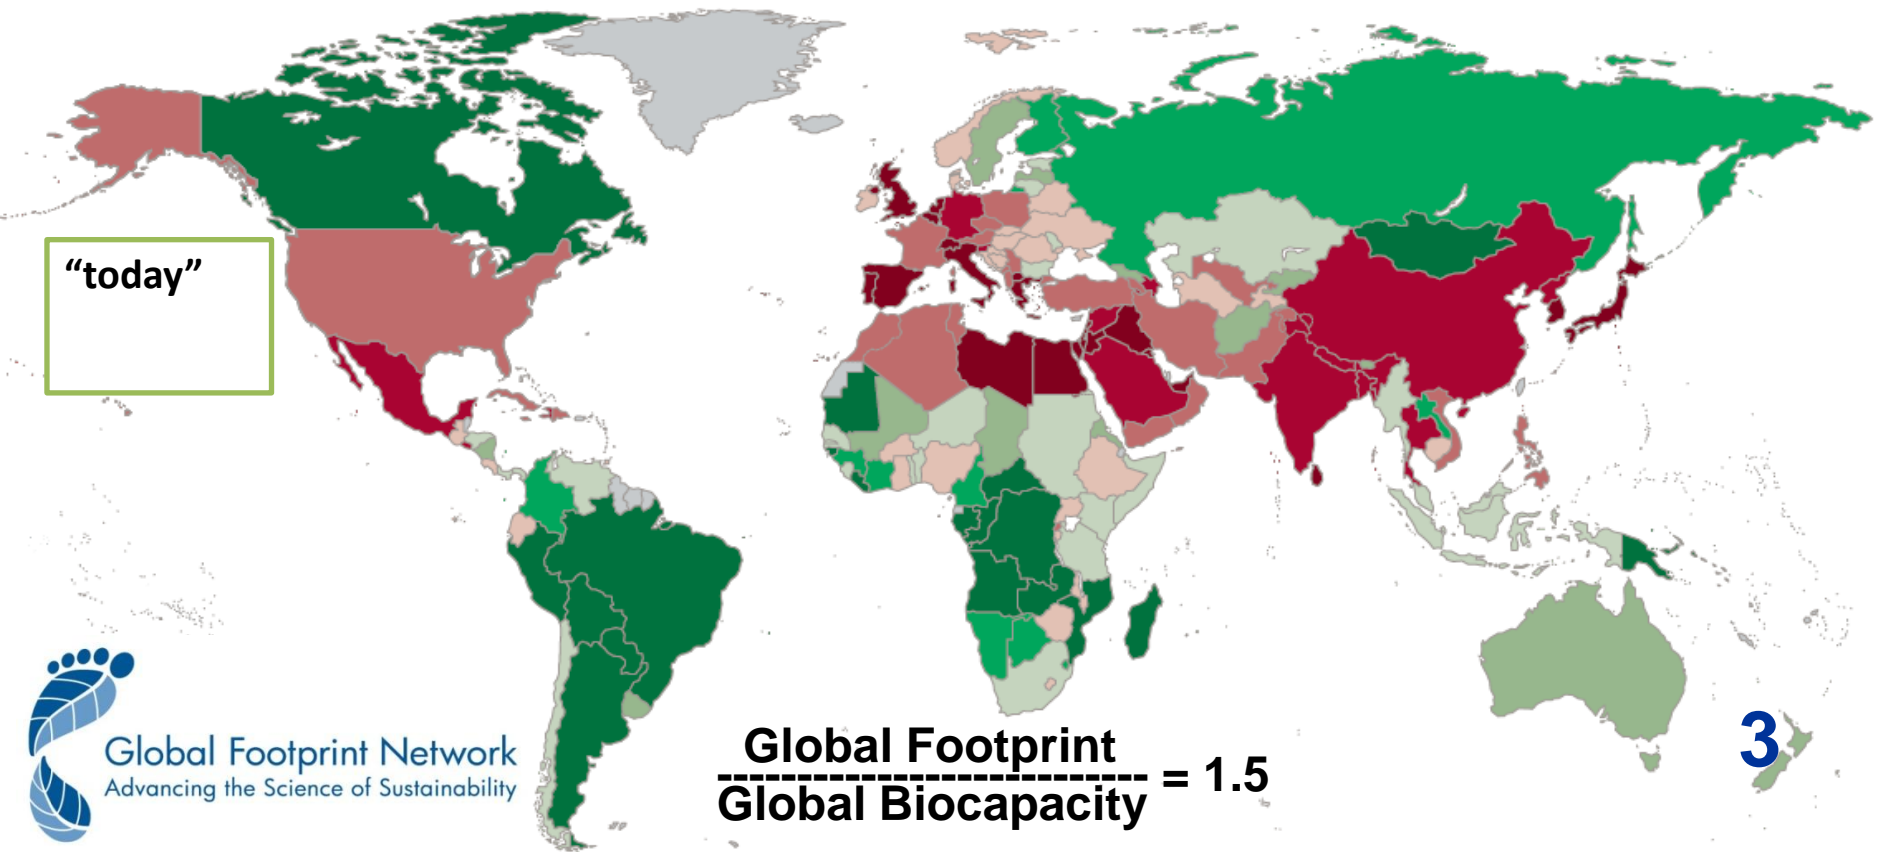 “today”
Global Footprint Network
Advancing the Science of Sustainability
Global Footprint
---------------------------
Global Biocapacity
= 1.5
3